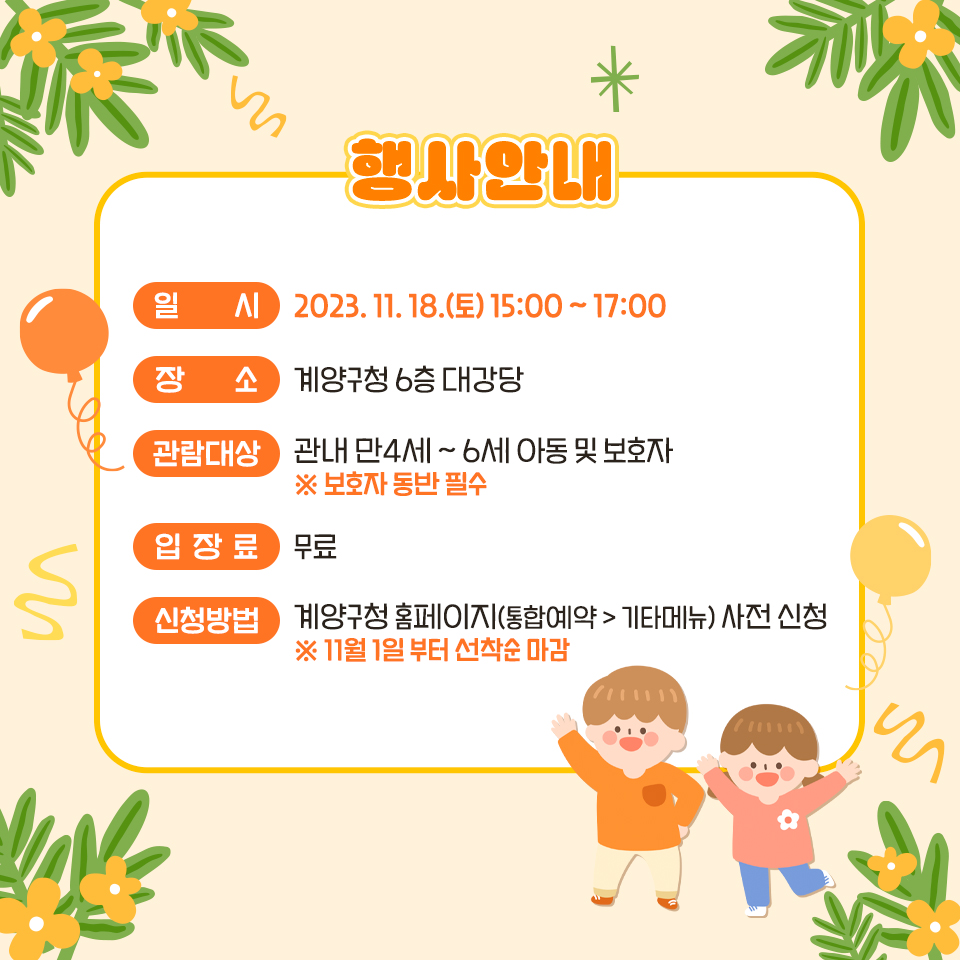 행사안내
일 시 2023. 11. 18.(토) 15:00 ~ 17:00
장 소 계양구청 6층 대강당
관람대상 관내 만4세 ~ 6세 아동 및 보호자
※ 보호자 동반 필수
입 장 료 무료
신청방법 계양구청 홈페이지(통합예약 > 기타메뉴) 사전 신청
※ 11월 1일 부터 선착순 마감